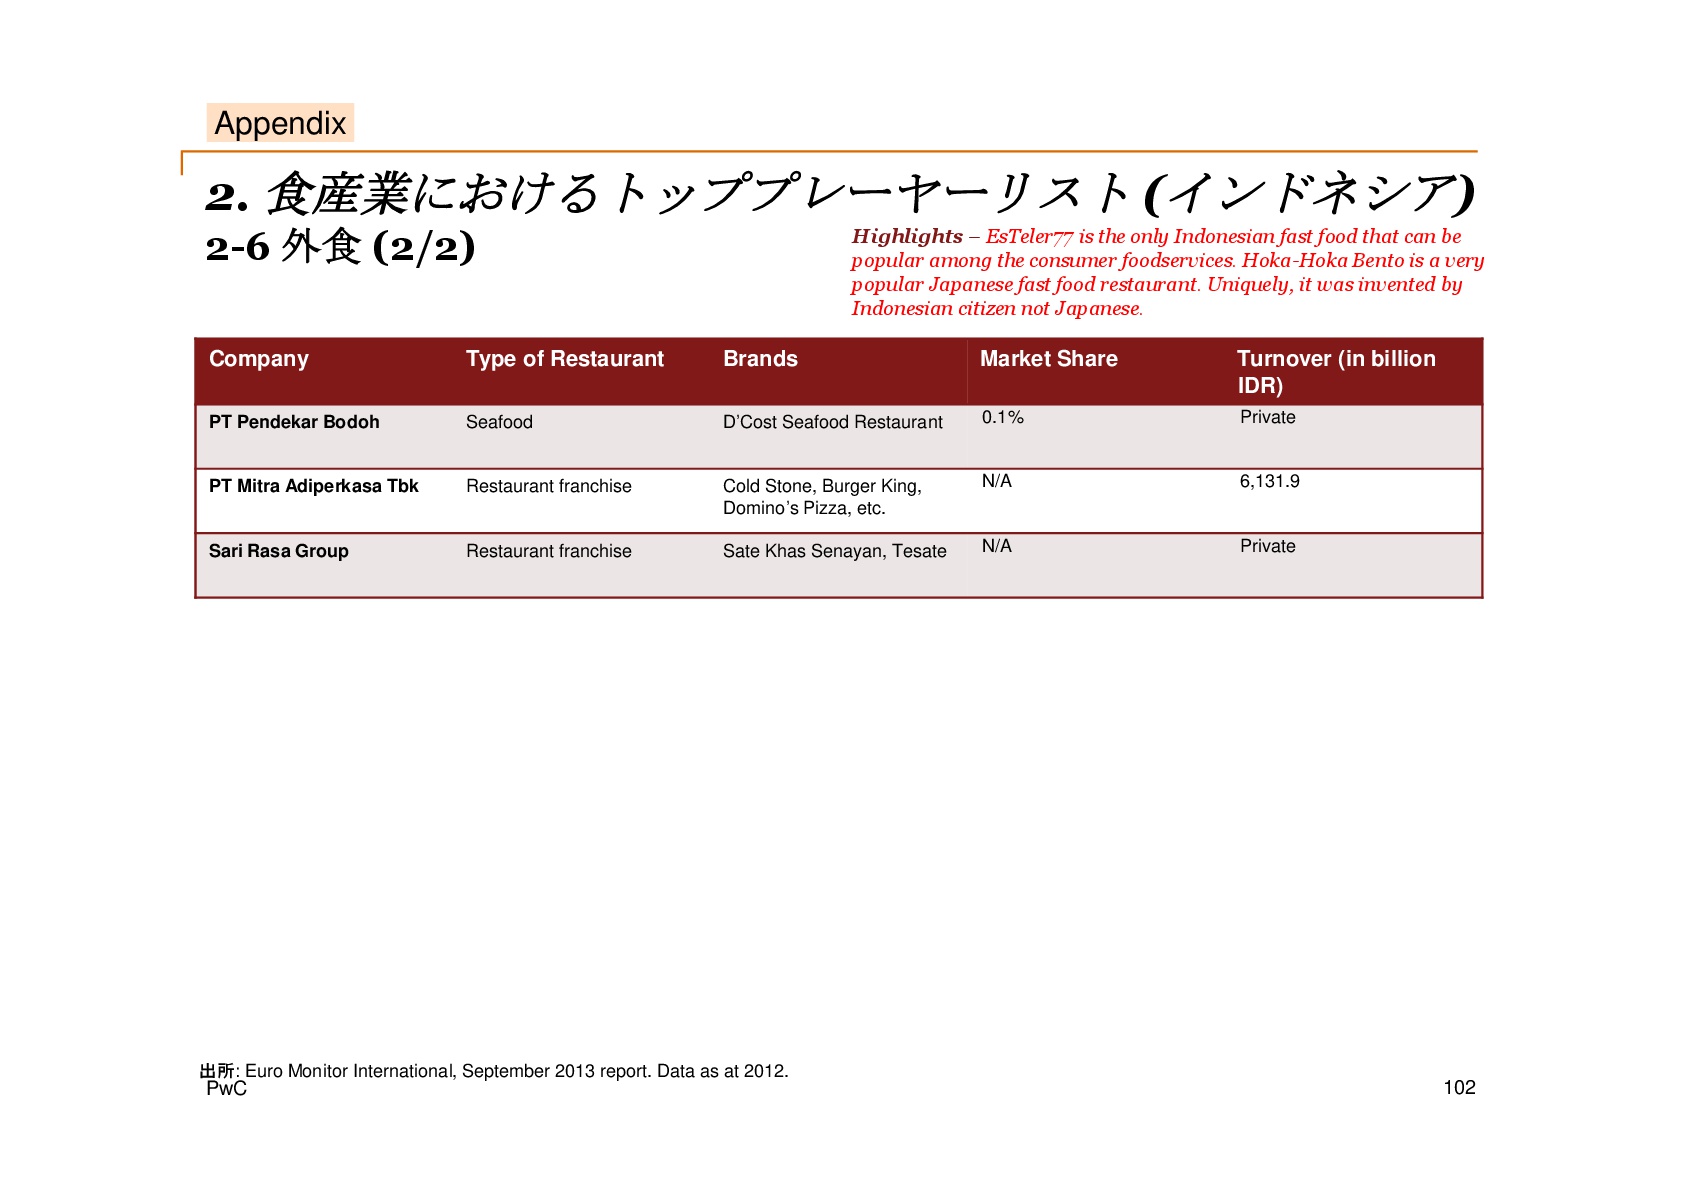 Appendix
2. 食産業におけるトッププレーヤーリスト(インドネシア)
2-6 外食 (2/2)
Highlights – EsTeler77 is the only Indonesian fast food that can be
popular among the consumer foodservices. Hoka-Hoka Bento is a very
popular Japanese fast food restaurant. Uniquely, it was invented by
Indonesian citizen not Japanese.
Company Type of Restaurant Brands Market Share Turnover (in billion
IDR)
PT Pendekar Bodoh Seafood D’Cost Seafood Restaurant 0.1% Private
PT Mitra Adiperkasa Tbk Restaurant franchise Cold Stone, Burger King, N/A 6,131.9
Domino’s Pizza, etc.
Sari Rasa Group Restaurant franchise Sate Khas Senayan, Tesate N/A Private
出所: Euro Monitor International, September 2013 report. Data as at 2012.
PwC 102